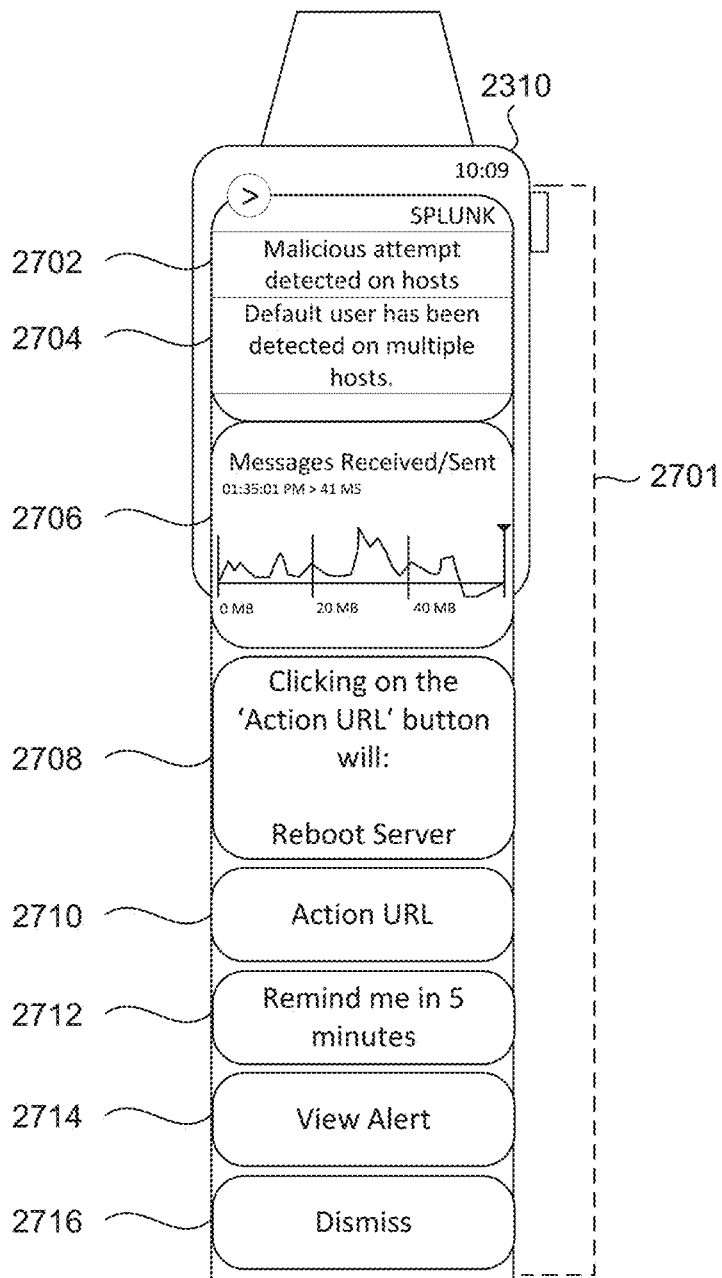 2310
10:09
>
SPLUNK
2702
Malicious attempt
detected on hosts
2704
Default user has been
detected on multiple
hosts.
2701
2706
Messages Received/Sent
01:35:01 PM > 41 MS
0 MB 20 MB 40 MB
2708
Clicking on the
‘Action URL‘ button
will:
Reboot Server
2710
Action URL
2712
Remind me in 5
minutes
2714
View Alert
2716
Dismiss